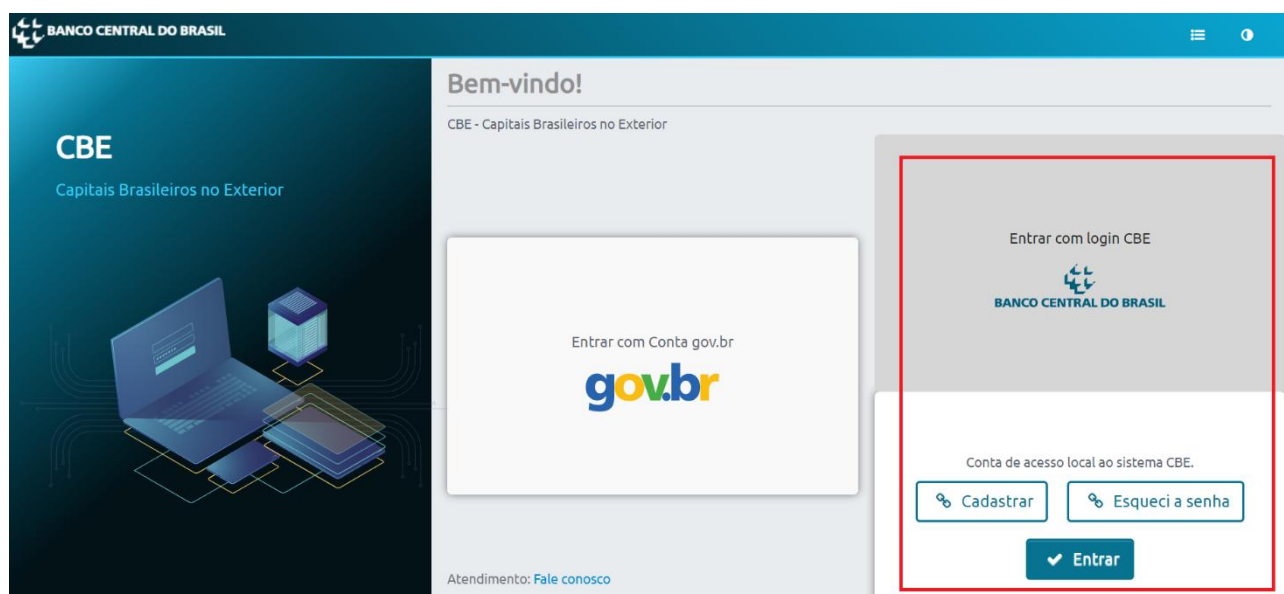 BANCO CENTRAL DO BRASIL
CBE
Capitais Brasileiros no Exterior
Bem-vindo!
CBE - Capitais Brasileiros no Exterior
Entrar com Conta gov.br
gov.br
Entrar com login CBE
BANCO CENTRAL DO BRASIL
Conta de acesso local ao sistema CBE.
Cadastrar Esqueci a senha
Entrar
Atendimento: Fale conosco